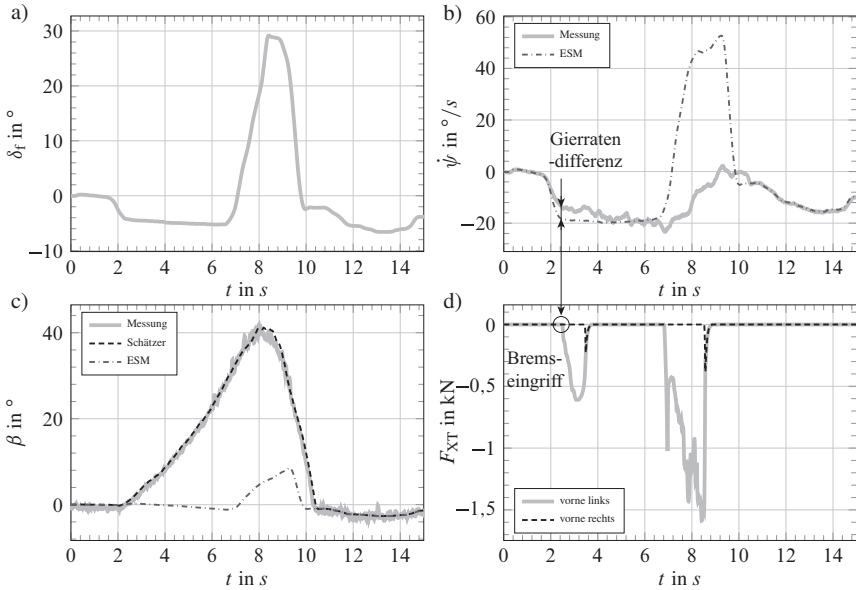 a)
30
20
10
0
−10
δf in °
0 2 4 6 8 10 12 14
t in s
b)
60
40
20
0
−20
ψ̇ in °/s
Messung
ESM
Gierraten
-differenz
0 2 4 6 8 10 12 14
t in s
c)
40
20
0
β in °
Messung
Schätzer
ESM
0 2 4 6 8 10 12 14
t in s
d)
0
−0,5
−1
−1,5
FXT in kN
Brems-
eingriff
vorne links
vorne rechts
0 2 4 6 8 10 12 14
t in s